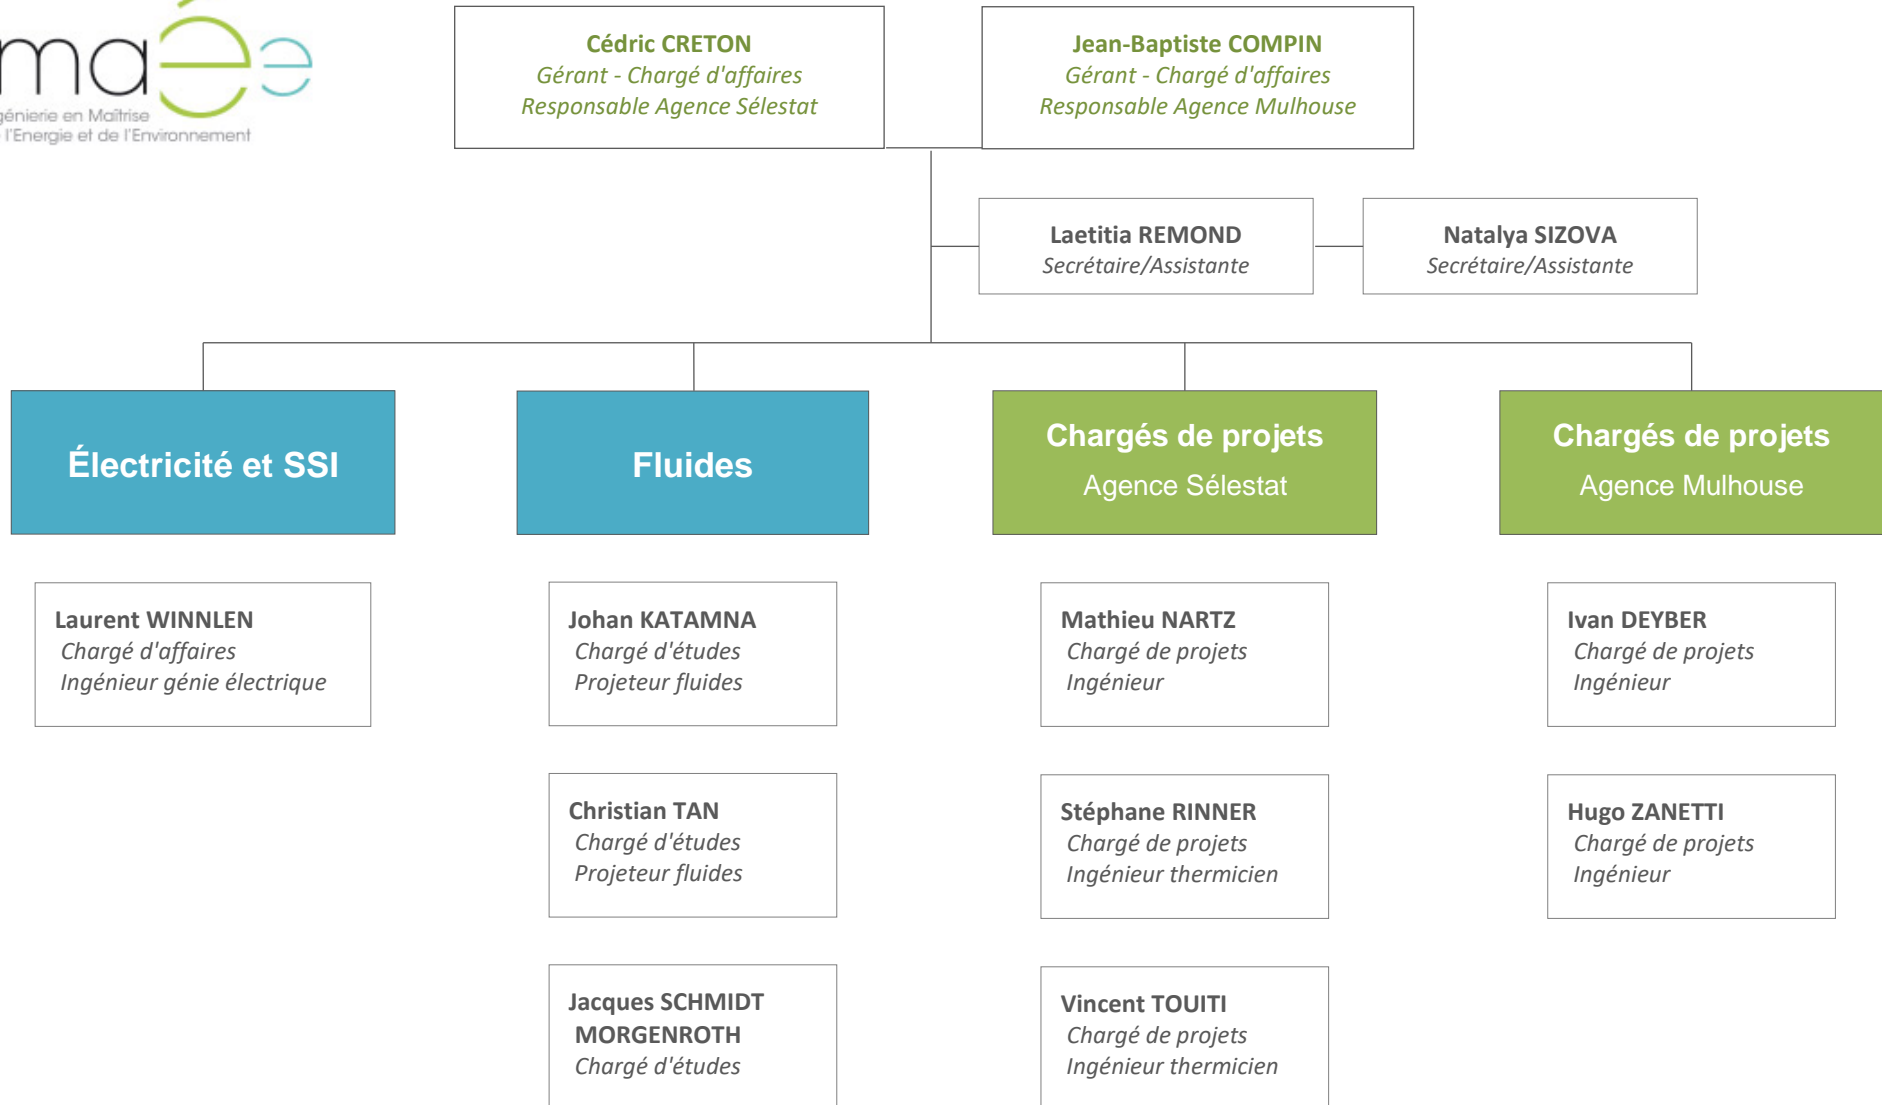 Ingénierie en Maîtrise
l'Energie et de l'Environnement
Cédric CRETON
Gérant - Chargé d'affaires
Responsable Agence Sélestat
Jean-Baptiste COMPIN
Gérant - Chargé d'affaires
Responsable Agence Mulhouse
Laetitia REMOND
Secrétaire/Assistante
Natalya SIZOVA
Secrétaire/Assistante
Électricité et SSI
Fluides
Chargés de projets
Agence Sélestat
Chargés de projets
Agence Mulhouse
Laurent WINNLEN
Chargé d'affaires
Ingénieur génie électrique
Johan KATAMNA
Chargé d'études
Projeteur fluides
Mathieu NARTZ
Chargé de projets
Ingénieur
Ivan DEYBER
Chargé de projets
Ingénieur
Christian TAN
Chargé d'études
Projeteur fluides
Stéphane RINNER
Chargé de projets
Ingénieur thermicien
Hugo ZANETTI
Chargé de projets
Ingénieur
Jacques SCHMIDT
MORGENROTH
Chargé d'études
Vincent TOUITI
Chargé de projets
Ingénieur thermicien